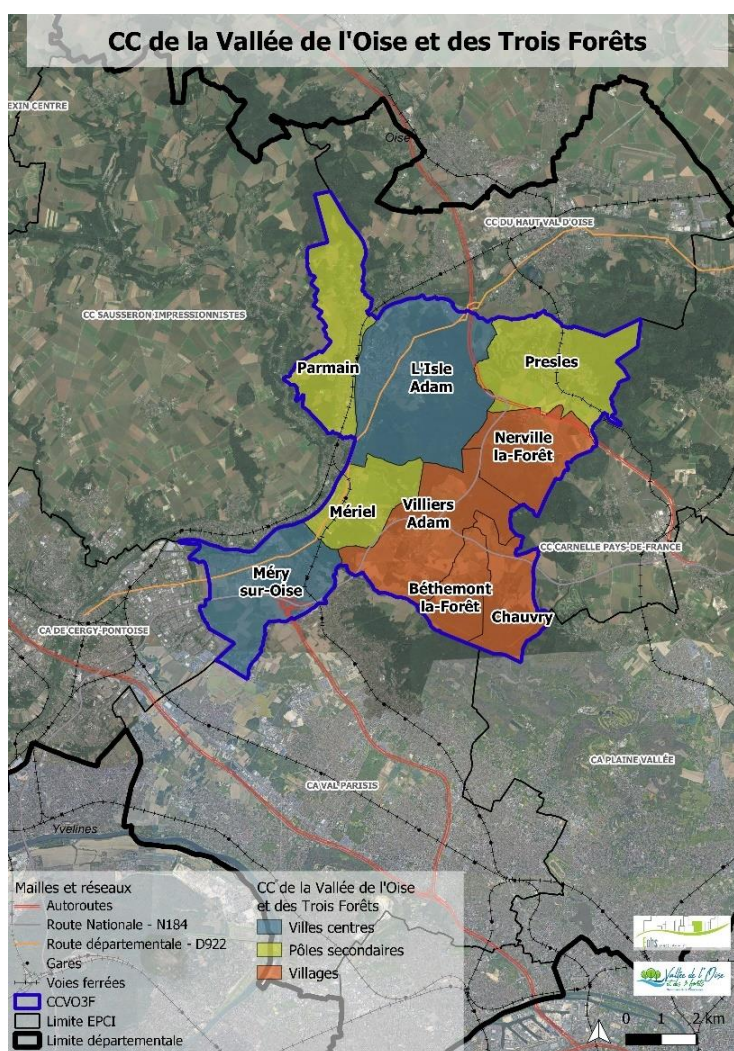 CC de la Vallée de l'Oise et des Trois Forêts
EXIN CENTRE
Oise
CC DU HAUT VAL D'OISE
CC SAUSSERON IMPRESSIONNISTES
Parmain
L'Isle
Adam
Presles
Nerville
la-Forêt
Mériel
Villiers
Adam
CC CARNELLE PAYS-DE-FRANCE
Méry
sur-Oise
Béthemont
la-Forêt
Chauvry
CA DE CERGY-PONTOISE
CA PLAINE VALLÉE
CA VAL PARISIS
Yvelines
Mailles et réseaux
Autoroutes
Route Nationale - N184
Route départementale - D922
Gares
Voies ferrées
CCVO3F
Limite EPCI
Limite départementale
CC de la Vallée de l'Oise
et des Trois Forêts
Villes centres
Pôles secondaires
Villages
Vallée de l'Oise
et des 3 forêts
0 1 2 km